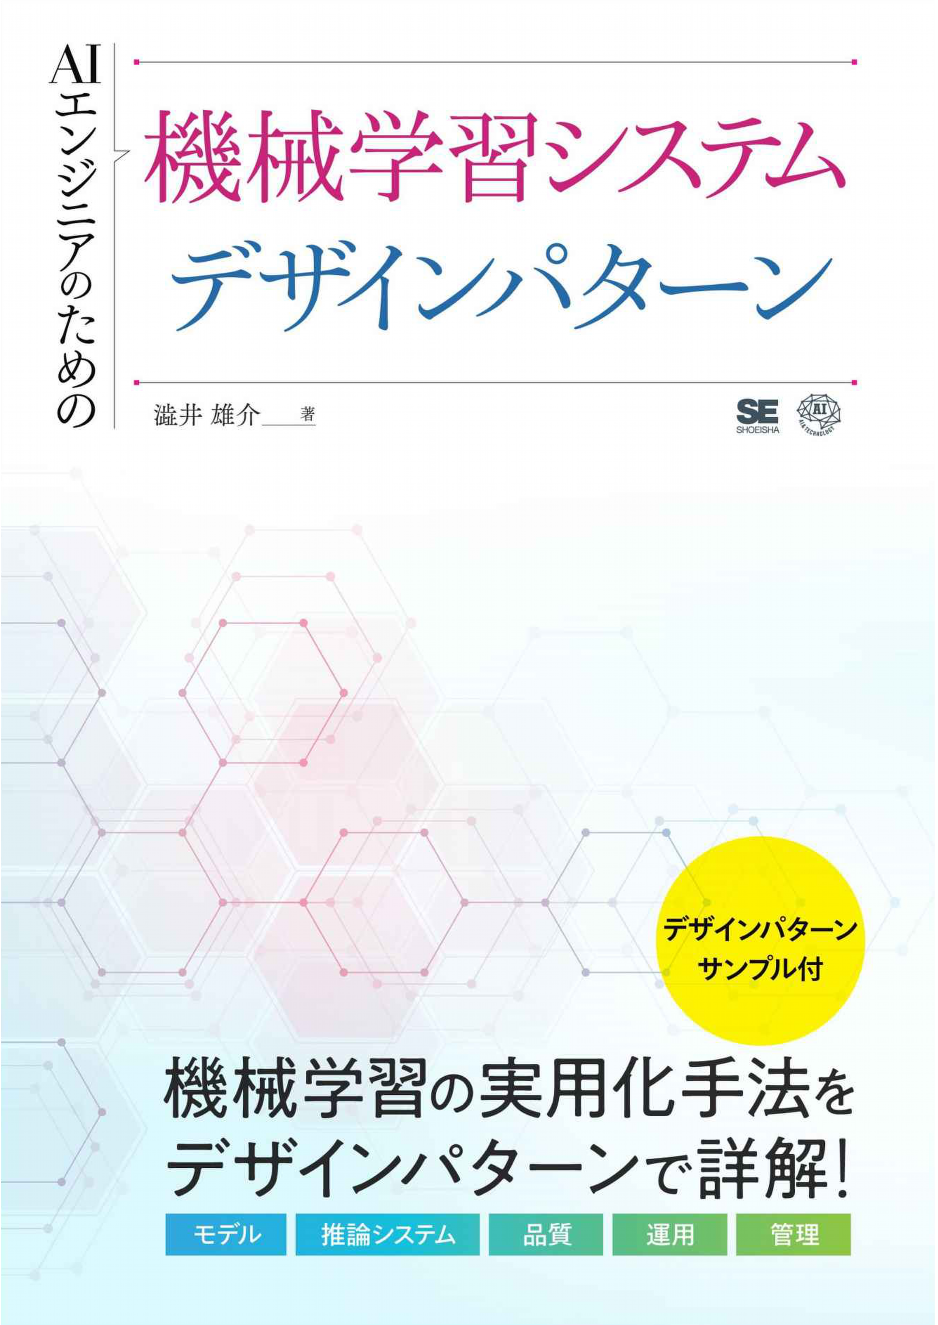 AIエンジニアのための
機械学習システム
デザインパターン
澁井 雄介 著
SE
SHOEISHA
AI
AI & TECHNOLOGY
デザインパターン
サンプル付
機械学習の実用化手法を
デザインパターンで詳解!
モデル
推論システム
品質
運用
管理